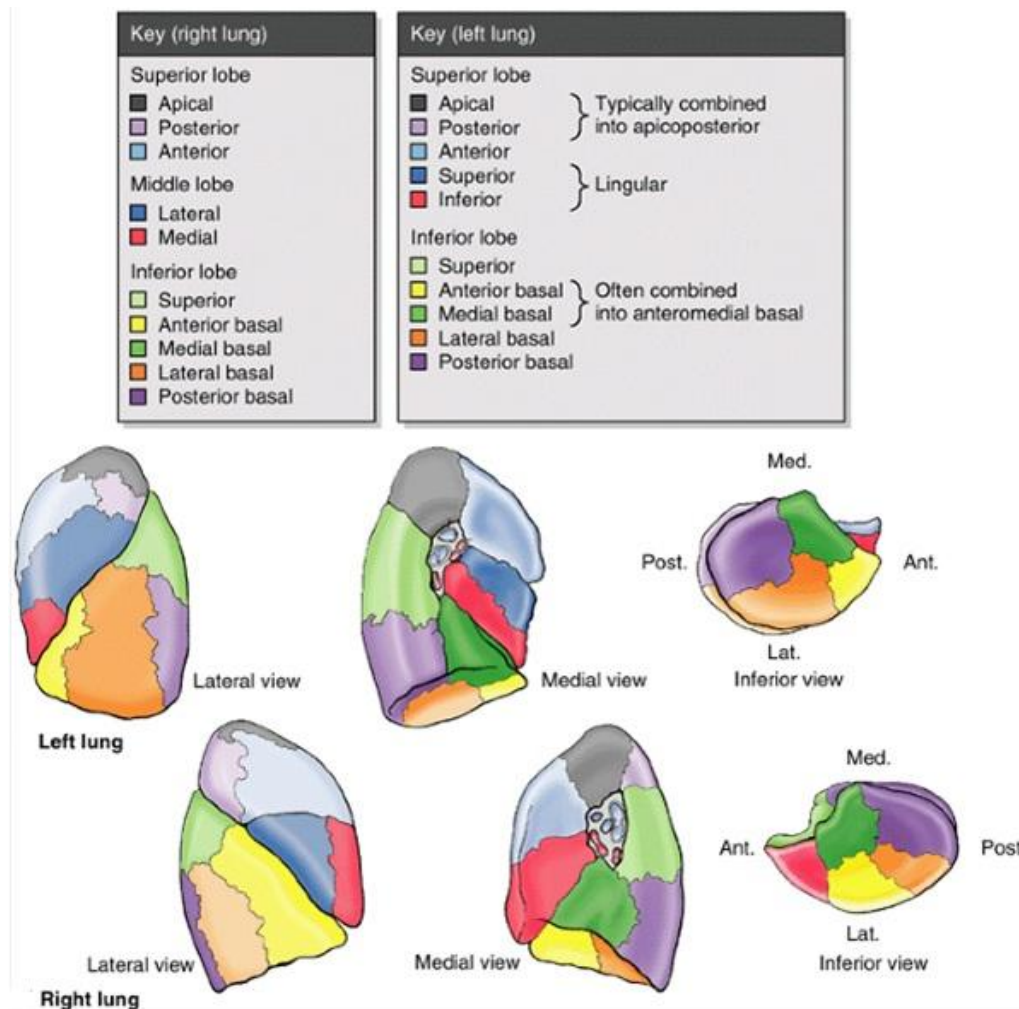 Key (right lung)
Superior lobe
Apical
Posterior
Anterior
Middle lobe
Lateral
Medial
Inferior lobe
Superior
Anterior basal
Medial basal
Lateral basal
Posterior basal
Key (left lung)
Superior lobe
Apical
Posterior
Typically combined
into apicoposterior
Anterior
Superior
Inferior
Lingular
Inferior lobe
Superior
Anterior basal
Medial basal
Often combined
into anteromedial basal
Lateral basal
Posterior basal
Lateral view
Left lung
Medial view
Med.
Post.
Ant.
Lat.
Inferior view
Lateral view
Right lung
Medial view
Med.
Ant.
Post
Lat.
Inferior view